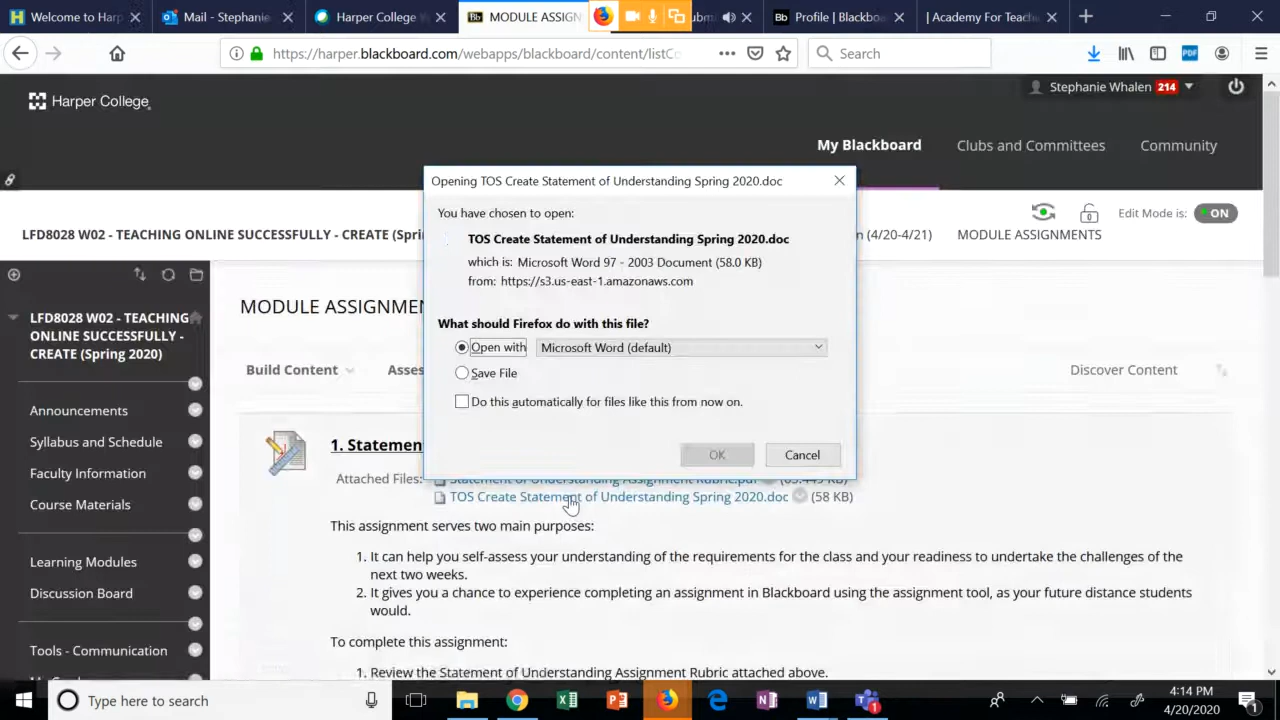 Welcome to Harp
Mail - Stephanie
Harper College
MODULE ASSIGN
Profile | Blackboa
| Academy For Teach
https://harper.blackboard.com/webapps/blackboard/content/listCo
Search
PDF
Harper College
Stephanie Whalen 214
My Blackboard
Clubs and Committees
Community
Opening TOS Create Statement of Understanding Spring 2020.doc
You have chosen to open:
TOS Create Statement of Understanding Spring 2020.doc
which is: Microsoft Word 97 - 2003 Document (58.0 KB)
from: https://s3.us-east-1.amazonaws.com
What should Firefox do with this file?
Open with
Microsoft Word (default)
Save File
Do this automatically for files like this from now on.
OK
Cancel
Edit Mode is: ON
LFD8028 W02 - TEACHING ONLINE SUCCESSFULLY - CREATE (Spri
n (4/20-4/21)
MODULE ASSIGNMENTS
LFD8028 W02 - TEACHING
ONLINE SUCCESSFULLY -
CREATE (Spring 2020)
Announcements
Syllabus and Schedule
Faculty Information
Course Materials
Learning Modules
Discussion Board
Tools - Communication
MODULE ASSIGNMEN
Build Content
Asses
Discover Content
1. Statemen
Attached Files:
Statement of Understanding Assignment Rubric.pdf
TOS Create Statement of Understanding Spring 2020.doc (58 KB)
This assignment serves two main purposes:
1. It can help you self-assess your understanding of the requirements for the class and your readiness to undertake the challenges of the
next two weeks.
2. It gives you a chance to experience completing an assignment in Blackboard using the assignment tool, as your future distance students
would.
To complete this assignment:
1. Review the Statement of Understanding Assignment Rubric attached above.
Type here to search
4:14 PM
4/20/2020